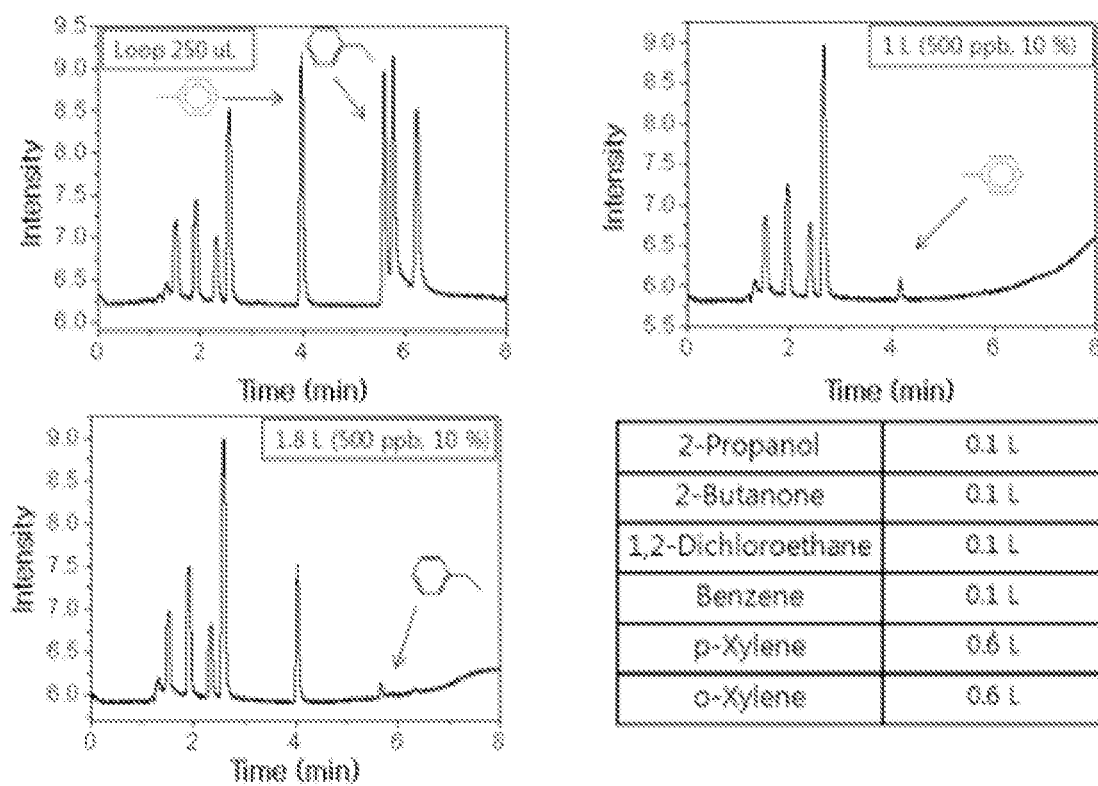 9.5
9.0
8.5
8.0
7.5
7.0
6.5
6.0
Intensity
Loop 250 uL
0 2 4 6 8
Time (min)
9.0
8.5
8.0
7.5
7.0
6.5
6.0
5.5
Intensity
1 L (500 ppb, 10 %)
0 2 4 6 8
Time (min)
9.0
8.5
8.0
7.5
7.0
6.5
6.0
Intensity
1.8 L (500 ppb, 10 %)
0 2 4 6 8
Time (min)
2-Propanol 0.1 L
2-Butanone 0.1 L
1,2-Dichloroethane 0.1 L
Benzene 0.1 L
p-Xylene 0.6 L
o-Xylene 0.6 L